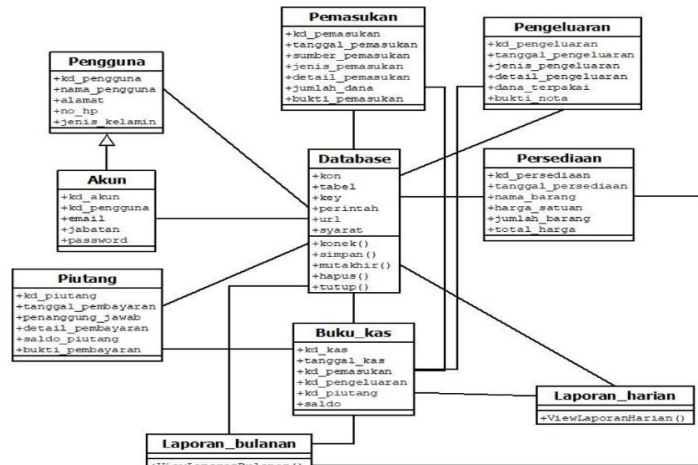 Pemasukan
+kd_pemasukan
+tanggal_pemasukan
+sumber_pemasukan
+jenis_pemasukan
+detail_pemasukan
+jumlah_dana
+bukti_pemasukan
Pengeluaran
+kd_pengeluaran
+tanggal_pengeluaran
+jenis_pengeluaran
+detail_pengeluaran
+dana_terpakai
+bukti_nota
Pengguna
+kd_pengguna
+nama_pengguna
+alamat
+no_hp
+jenis_kelamin
Database
+kon
+tabel
+key
+perintah
+url
+syarat
+konek()
+simpan()
+mutakhir()
+hapus()
+tutup()
Persediaan
+kd_persediaan
+tanggal_persediaan
+nama_barang
+harga_satuan
+jumlah_barang
+total_harga
Akun
+kd_akun
+kd_pengguna
+email
+jabatan
+password
Piutang
+kd_piutang
+tanggal_pembayaran
+penanggung_jawab
+detail_pembayaran
+saldo_piutang
+bukti_pembayaran
Buku_kas
+kd_kas
+tanggal_kas
+kd_pemasukan
+kd_pengeluaran
+kd_piutang
+saldo
Laporan_harian
+ViewLaporanHarian()
Laporan_bulanan
+ViewLaporanBulanan()